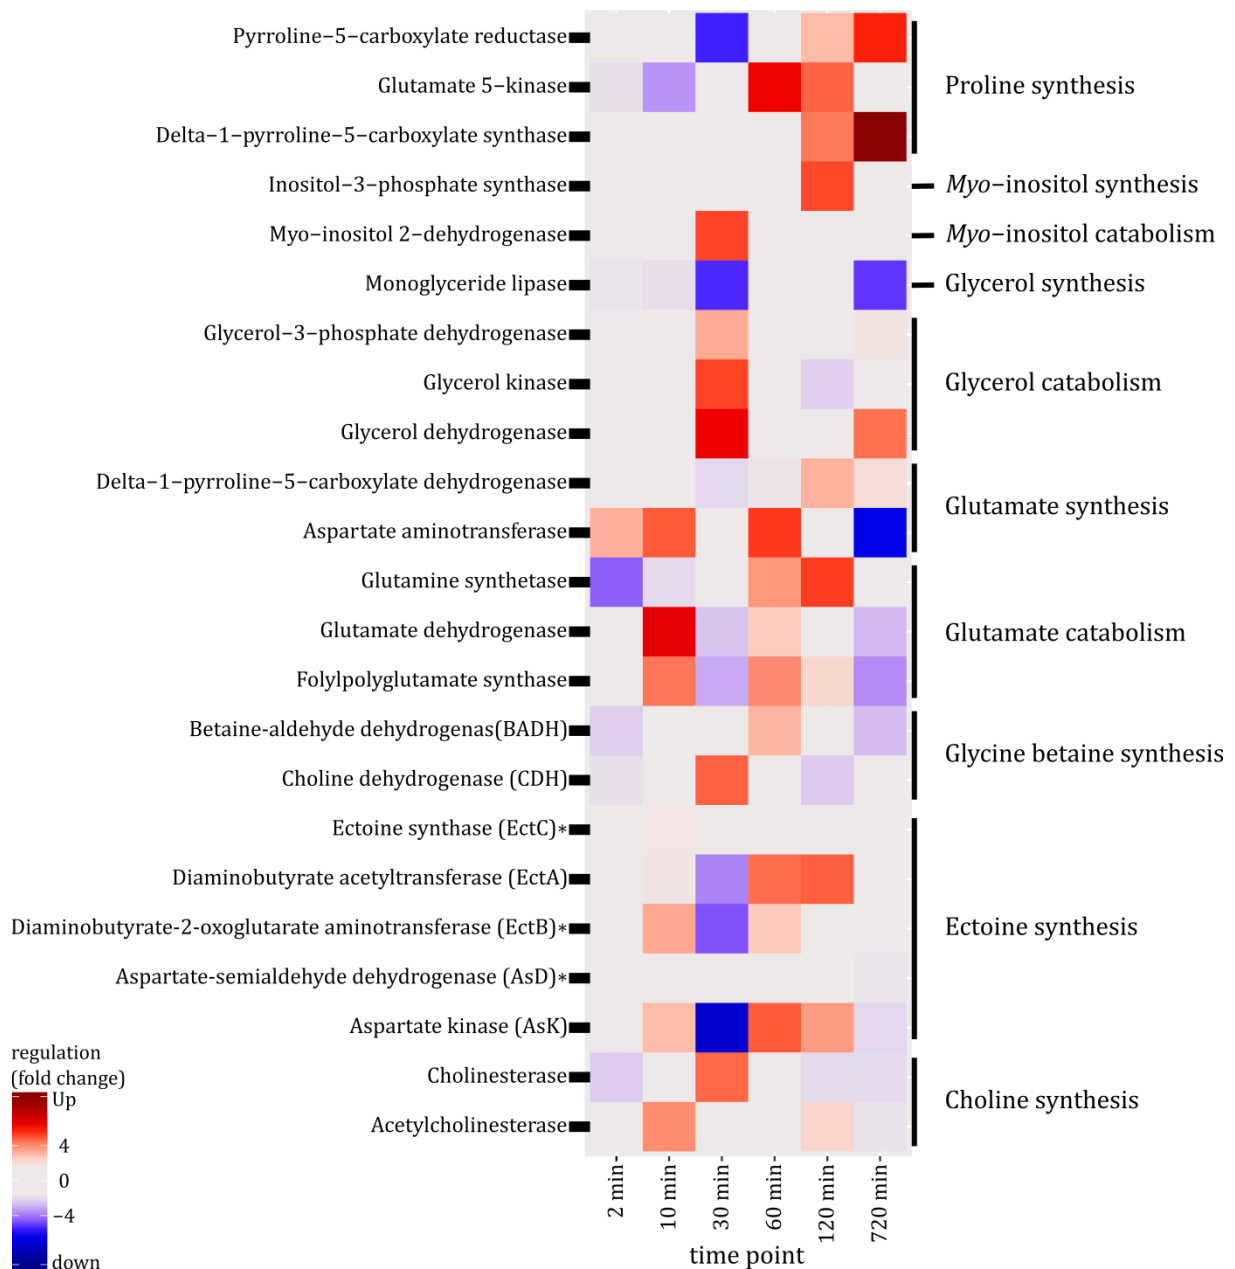 Pyrroline−5−carboxylate reductase
Glutamate 5−kinase
Delta−1−pyrroline−5−carboxylate synthase
Inositol−3−phosphate synthase
Myo−inositol 2−dehydrogenase
Monoglyceride lipase
Glycerol−3−phosphate dehydrogenase
Glycerol kinase
Glycerol dehydrogenase
Delta−1−pyrroline−5−carboxylate dehydrogenase
Aspartate aminotransferase
Glutamine synthetase
Glutamate dehydrogenase
Folylpolyglutamate synthase
Betaine-aldehyde dehydrogenas(BADH)
Choline dehydrogenase (CDH)
Ectoine synthase (EctC)*
Diaminobutyrate acetyltransferase (EctA)
Diaminobutyrate-2-oxoglutarate aminotransferase (EctB)*
Aspartate-semialdehyde dehydrogenase (AsD)*
Aspartate kinase (AsK)
Cholinesterase
Acetylcholinesterase
Proline synthesis
Myo−inositol synthesis
Myo−inositol catabolism
Glycerol synthesis
Glycerol catabolism
Glutamate synthesis
Glutamate catabolism
Glycine betaine synthesis
Ectoine synthesis
Choline synthesis
regulation
(fold change)
Up
4
0
−4
down
2 min
10 min
30 min
60 min
120 min
720 min
time point